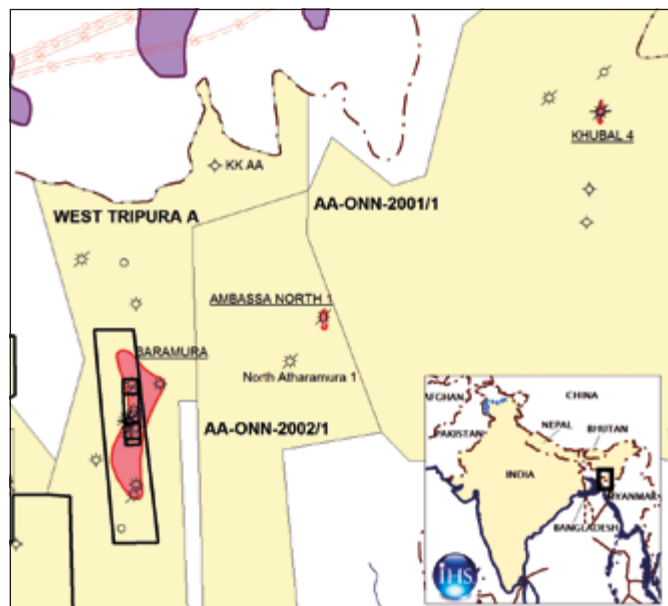 KHUBAL 4
KK AA
WEST TRIPURA A
AA-ONN-2001/1
AMBASSA NORTH 1
BARAMURA
North Atharamura 1
AA-ONN-2002/1
AFGHAN.
CHINA
PAKISTAN
NEPAL
BHUTAN
INDIA
MYANMAR
BANGLADESH
IHS